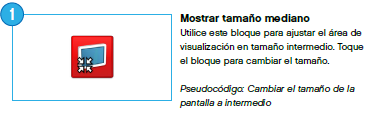 1
Mostrar tamaño mediano
Utilice este bloque para ajustar el área de
visualización en tamaño intermedio. Toque
el bloque para cambiar el tamaño.
Pseudocódigo: Cambiar el tamaño de la
pantalla a intermedio